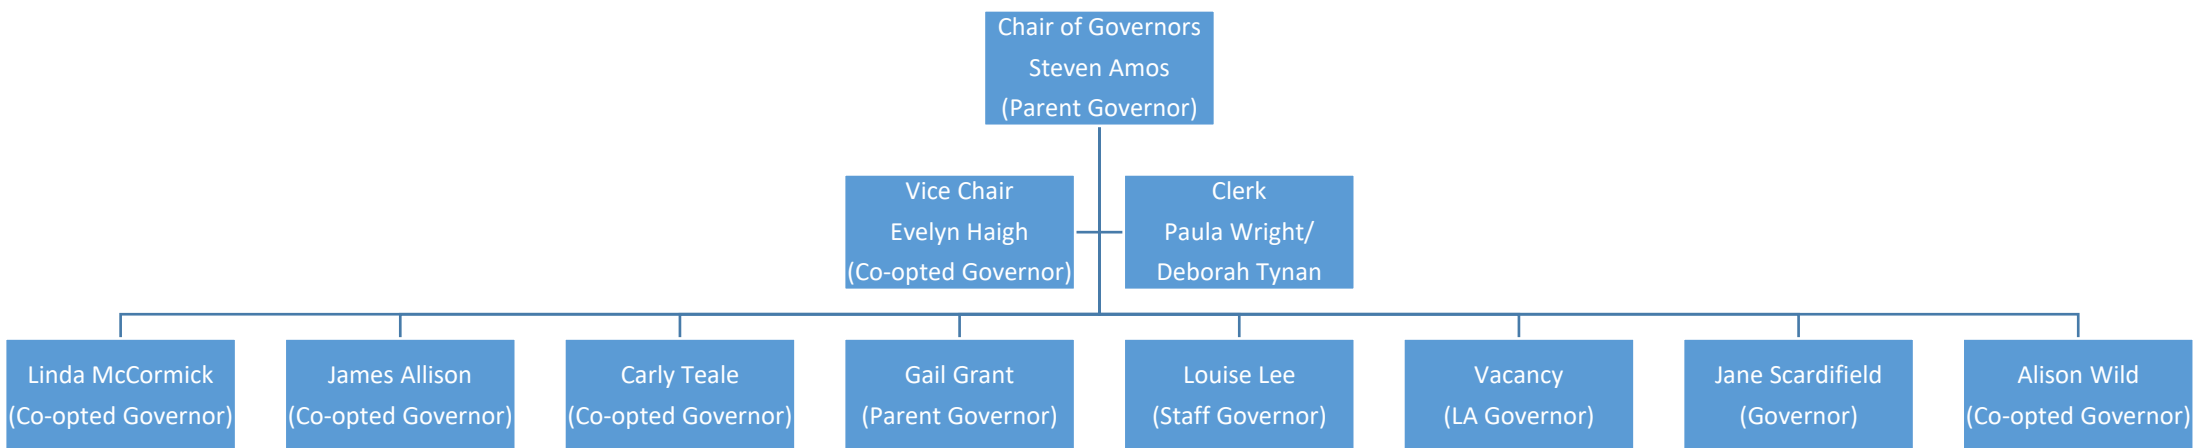 Chair of Governors
Steven Amos
(Parent Governor)
Vice Chair
Evelyn Haigh
(Co-opted Governor)
Clerk
Paula Wright/
Deborah Tynan
Linda McCormick
(Co-opted Governor)
James Allison
(Co-opted Governor)
Carly Teale
(Co-opted Governor)
Gail Grant
(Parent Governor)
Louise Lee
(Staff Governor)
Vacancy
(LA Governor)
Jane Scardifield
(Governor)
Alison Wild
(Co-opted Governor)